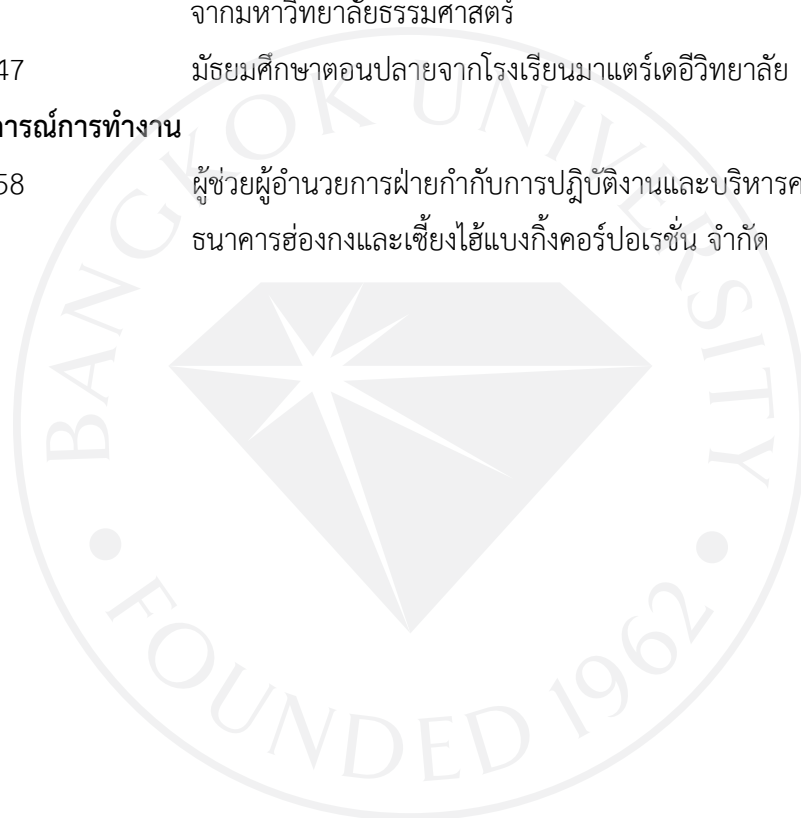 จากมหาวิทยาลัยธรรมศาสตร์
47 มัธยมศึกษาตอนปลายจากโรงเรียนมาแตร์เดอีวิทยาลัย
ารณ์การทำงาน
58 ผู้ช่วยผู้อำนวยการฝ่ายกำกับการปฎิบัติงานและบริหารค
ธนาคารฮ่องกงและเซี้ยงไฮ้แบงกิ้งคอร์ปอเรชั่น จำกัด
BANGKOK UNIVERSITY
• FOUNDED 1962 •